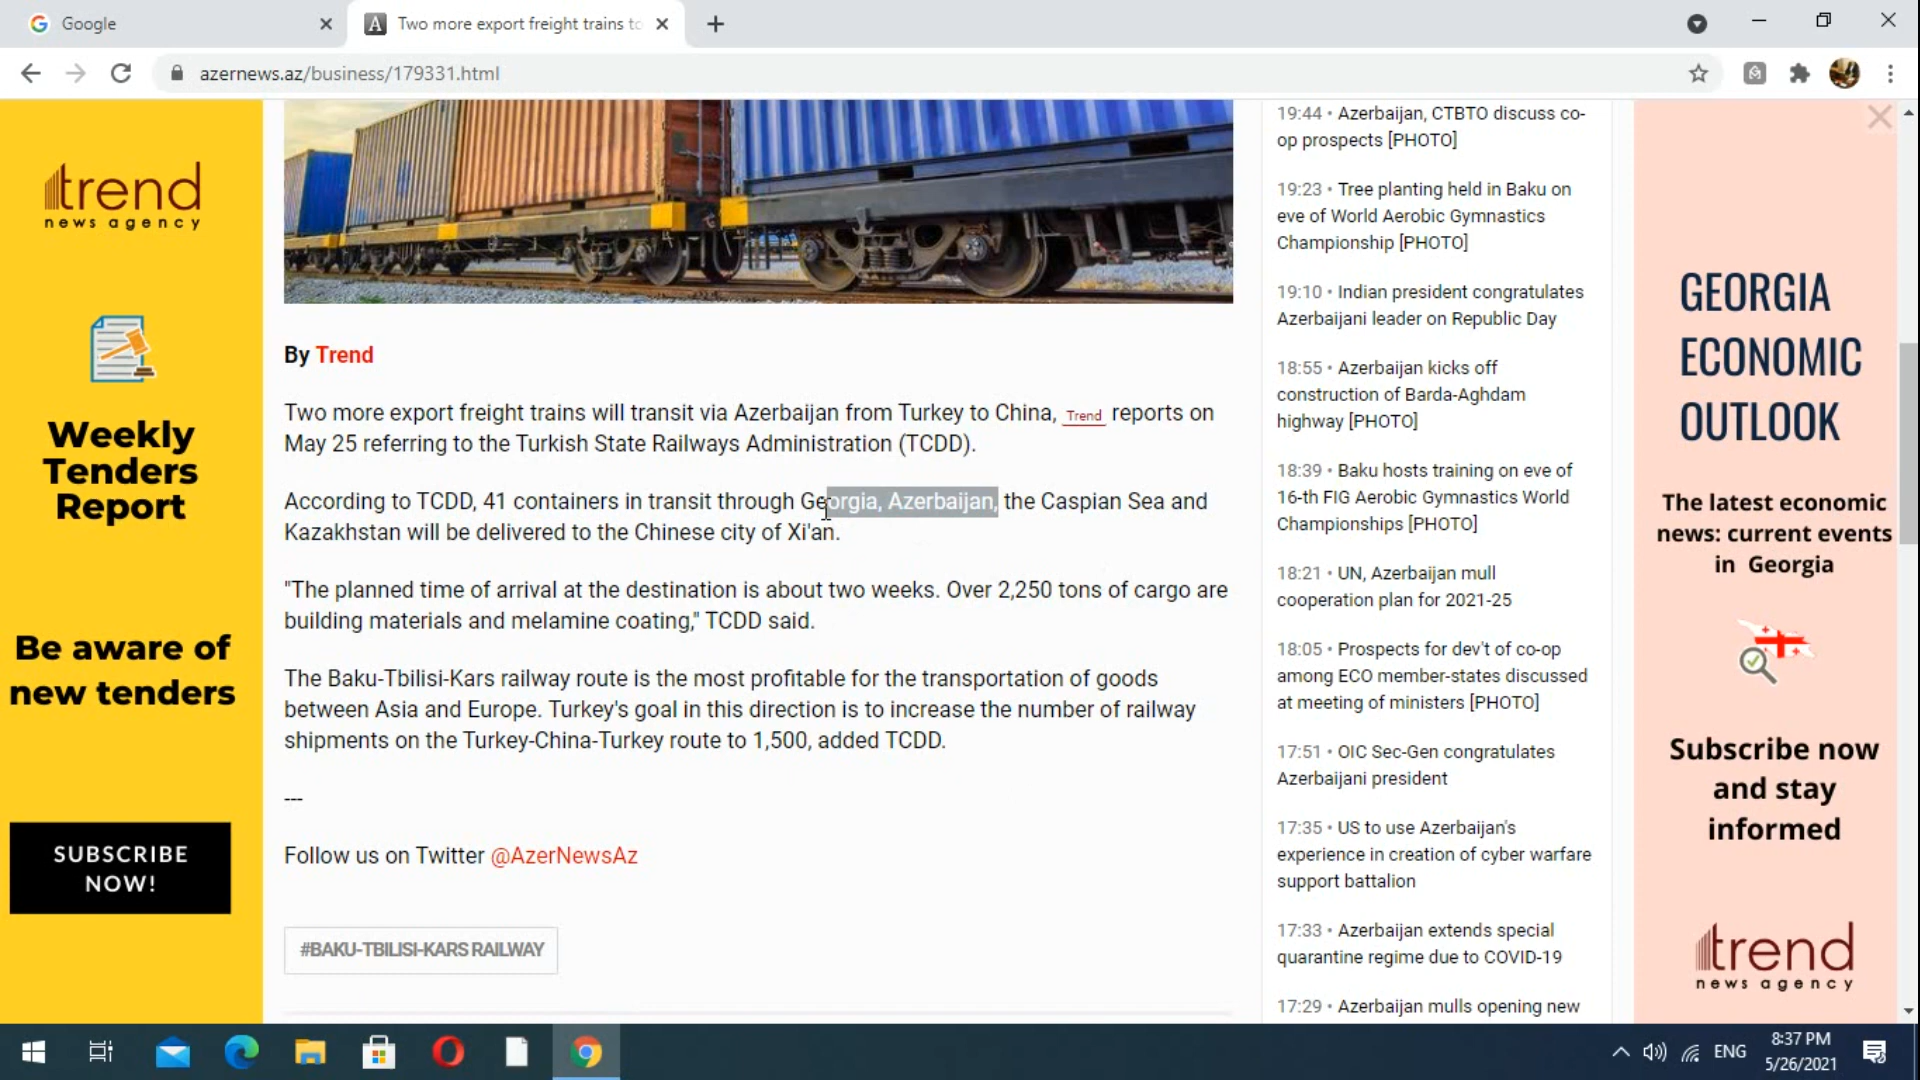 Google
Two more export freight trains to
azernews.az/business/179331.html
trend
news agency
Weekly
Tenders
Report
Be aware of
new tenders
SUBSCRIBE
NOW!
By Trend
Two more export freight trains will transit via Azerbaijan from Turkey to China, Trend reports on
May 25 referring to the Turkish State Railways Administration (TCDD).
According to TCDD, 41 containers in transit through Georgia, Azerbaijan, the Caspian Sea and
Kazakhstan will be delivered to the Chinese city of Xi'an.
"The planned time of arrival at the destination is about two weeks. Over 2,250 tons of cargo are
building materials and melamine coating," TCDD said.
The Baku-Tbilisi-Kars railway route is the most profitable for the transportation of goods
between Asia and Europe. Turkey's goal in this direction is to increase the number of railway
shipments on the Turkey-China-Turkey route to 1,500, added TCDD.
---
Follow us on Twitter @AzerNewsAz
#BAKU-TBILISI-KARS RAILWAY
19:44 • Azerbaijan, CTBTO discuss co-
op prospects [PHOTO]
19:23 • Tree planting held in Baku on
eve of World Aerobic Gymnastics
Championship [PHOTO]
19:10 • Indian president congratulates
Azerbaijani leader on Republic Day
18:55 • Azerbaijan kicks off
construction of Barda-Aghdam
highway [PHOTO]
18:39 • Baku hosts training on eve of
16-th FIG Aerobic Gymnastics World
Championships [PHOTO]
18:21 • UN, Azerbaijan mull
cooperation plan for 2021-25
18:05 • Prospects for dev't of co-op
among ECO member-states discussed
at meeting of ministers [PHOTO]
17:51 • OIC Sec-Gen congratulates
Azerbaijani president
17:35 • US to use Azerbaijan's
experience in creation of cyber warfare
support battalion
17:33 • Azerbaijan extends special
quarantine regime due to COVID-19
17:29 • Azerbaijan mulls opening new
GEORGIA
ECONOMIC
OUTLOOK
The latest economic
news: current events
in Georgia
Subscribe now
and stay
informed
trend
news agency
ENG
8:37 PM
5/26/2021